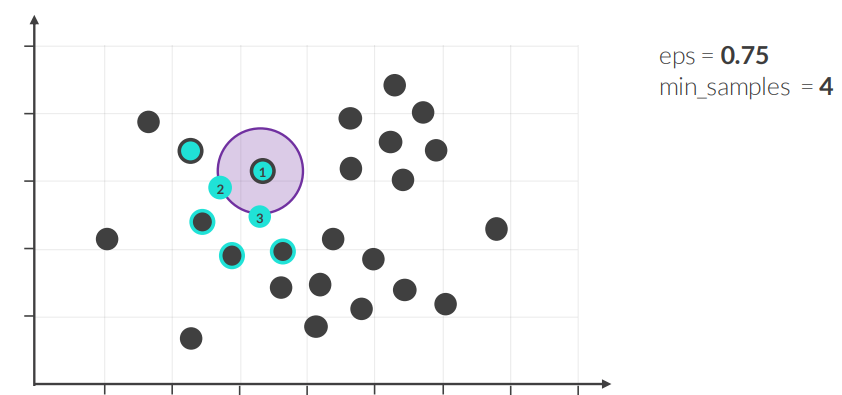 eps = 0.75
min_samples = 4
1
2
3